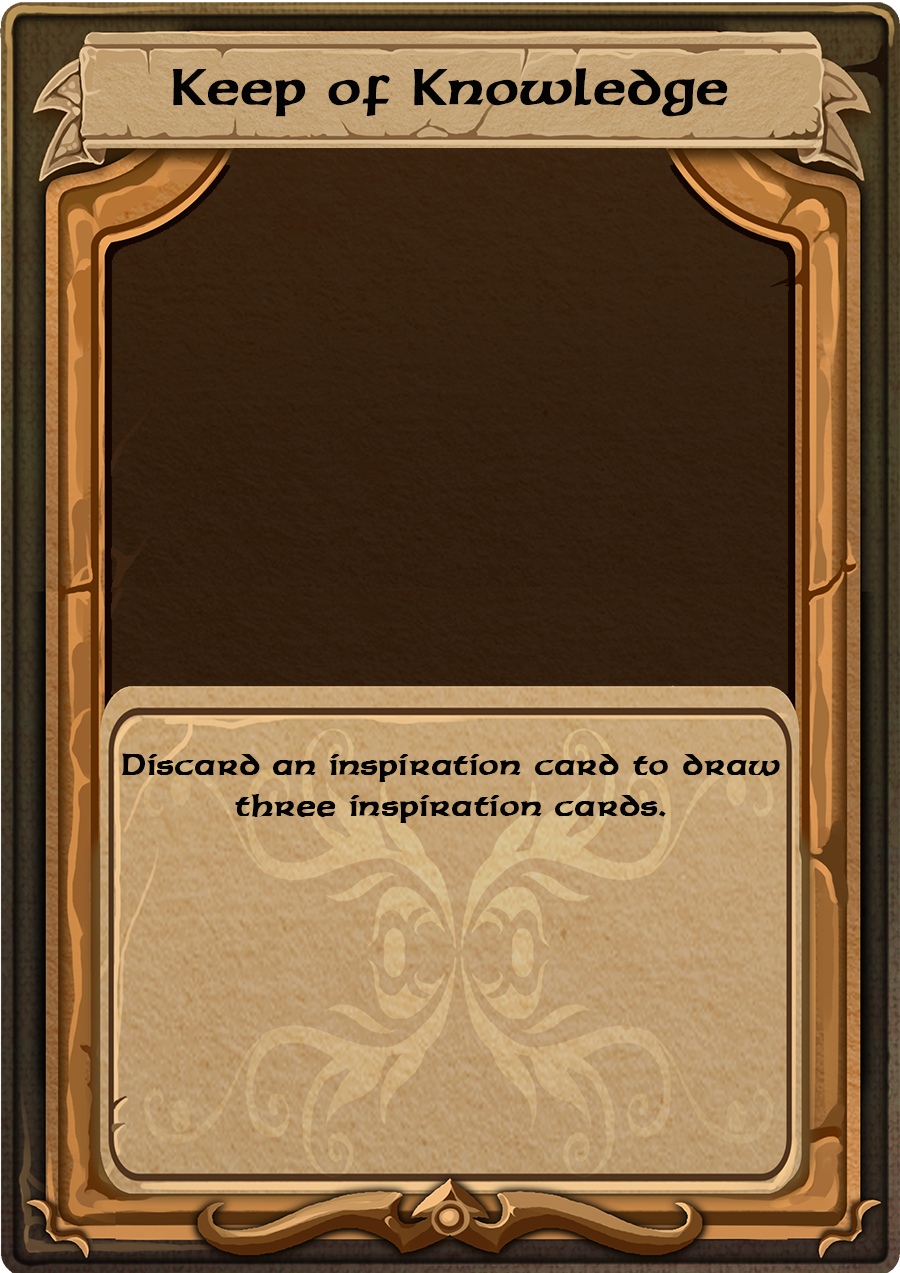 Keep of Knowledge
Discard an inspiration card to draw
three inspiration cards.